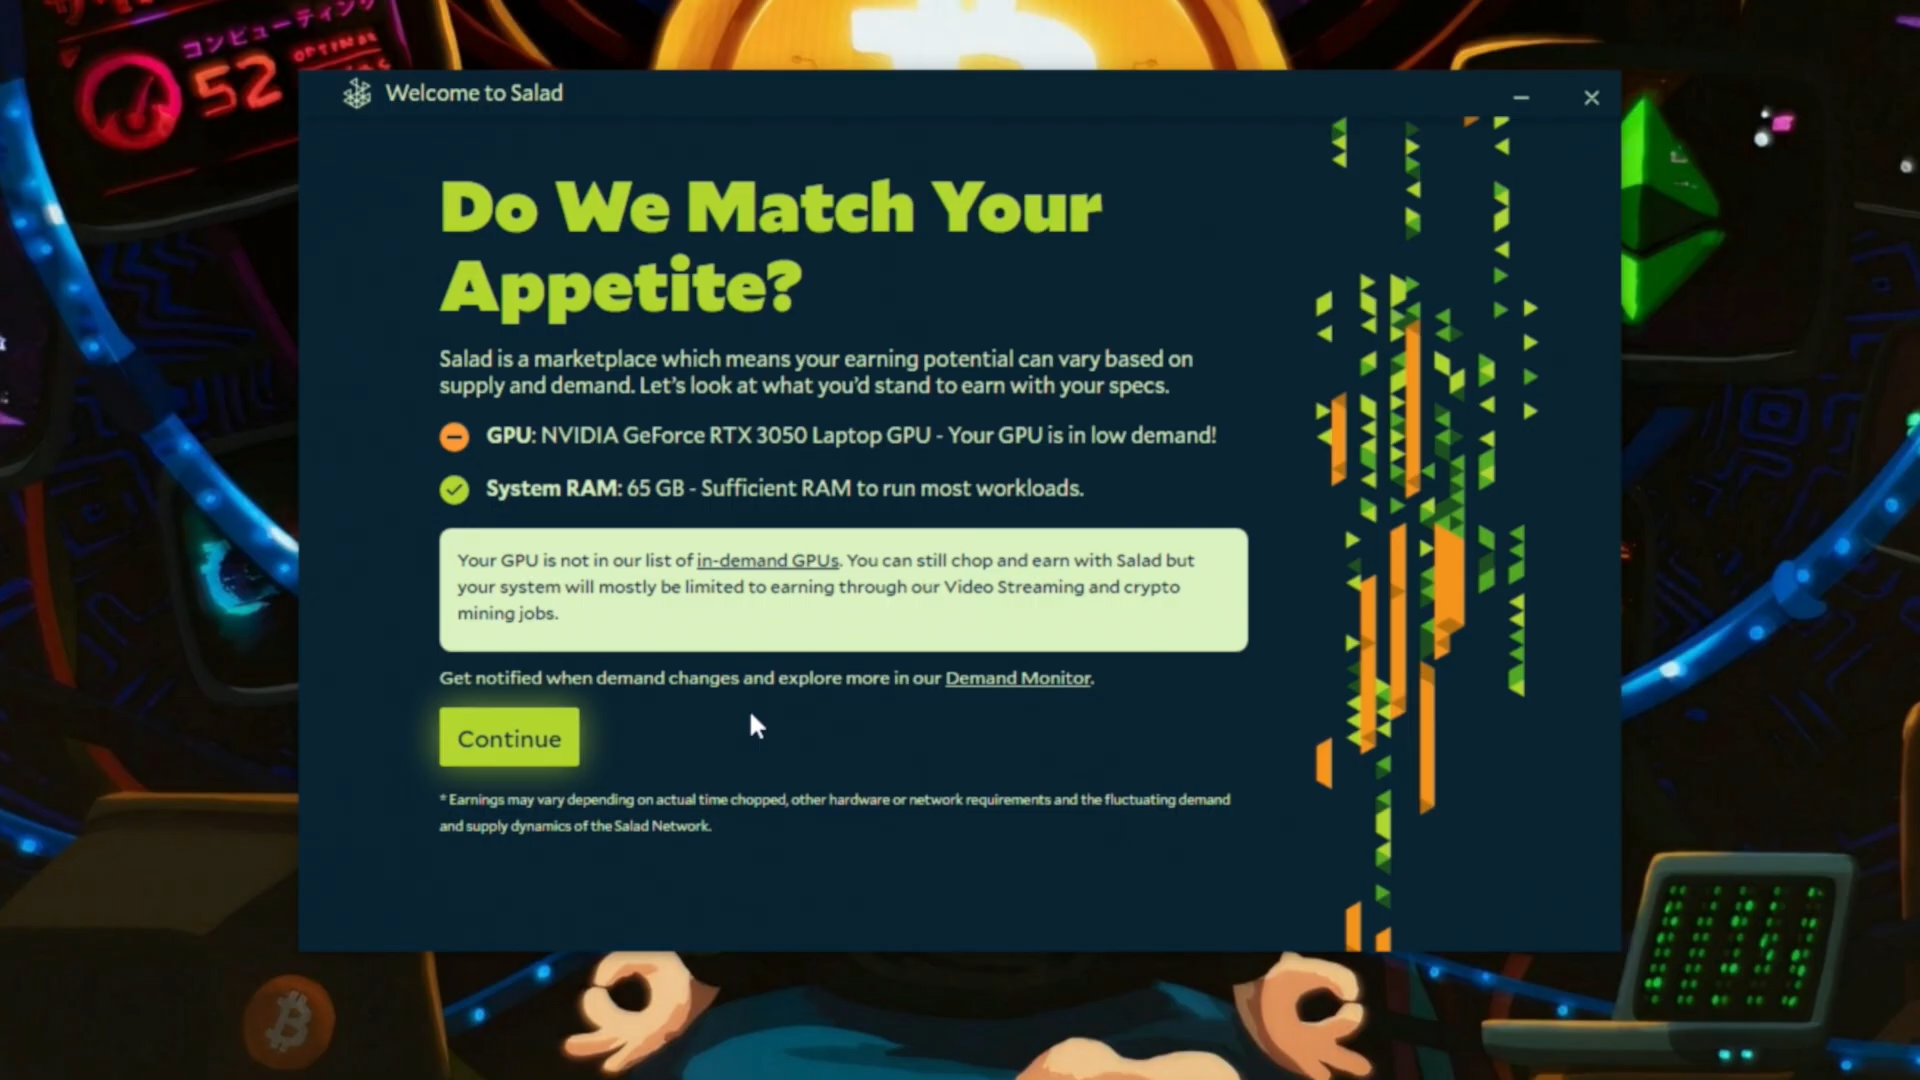 コンピューティング
OPTIMAL
52
Welcome to Salad
Do We Match Your
Appetite?
Salad is a marketplace which means your earning potential can vary based on
supply and demand. Let's look at what you'd stand to earn with your specs.
GPU: NVIDIA GeForce RTX 3050 Laptop GPU - Your GPU is in low demand!
System RAM: 65 GB - Sufficient RAM to run most workloads.
Your GPU is not in our list of in-demand GPUs. You can still chop and earn with Salad but
your system will mostly be limited to earning through our Video Streaming and crypto
mining jobs.
Get notified when demand changes and explore more in our Demand Monitor.
Continue
* Earnings may vary depending on actual time chopped, other hardware or network requirements and the fluctuating demand
and supply dynamics of the Salad Network.